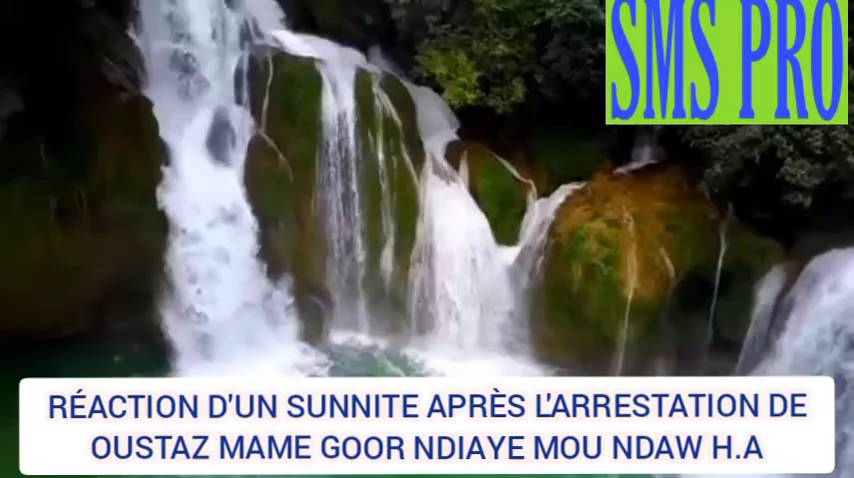 SMS PRO
RÉACTION D'UN SUNNITE APRÈS L'ARRESTATION DE
OUSTAZ MAME GOOR NDIAYE MOU NDAW H.A